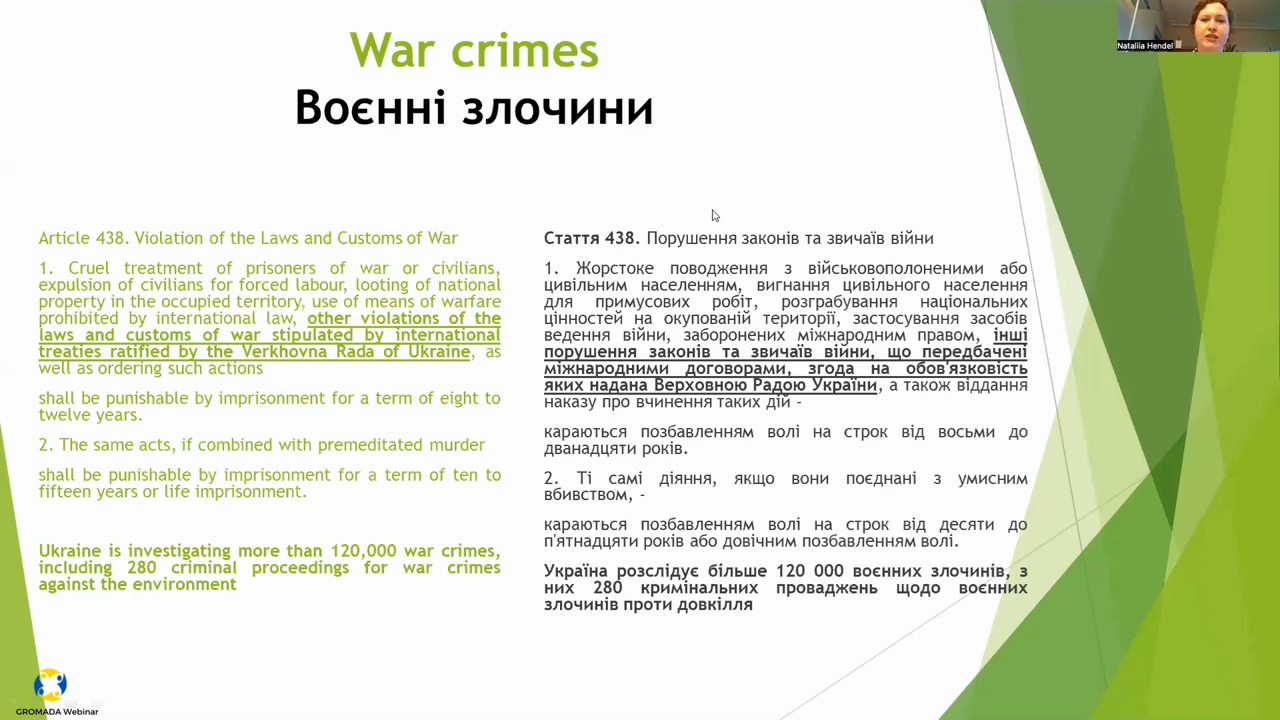 War crimes
Воєнні злочини
Nataliia Hendel
Article 438. Violation of the Laws and Customs of War
1. Cruel treatment of prisoners of war or civilians,
expulsion of civilians for forced labour, looting of national
property in the occupied territory, use of means of warfare
prohibited by international law, other violations of the
laws and customs of war stipulated by international
treaties ratified by the Verkhovna Rada of Ukraine, as
well as ordering such actions
shall be punishable by imprisonment for a term of eight to
twelve years.
2. The same acts, if combined with premeditated murder
shall be punishable by imprisonment for a term of ten to
fifteen years or life imprisonment.
Ukraine is investigating more than 120,000 war crimes,
including 280 criminal proceedings for war crimes
against the environment
Стаття 438. Порушення законів та звичаїв війни
1. Жорстоке поводження з військовополоненими або
цивільним населенням, вигнання цивільного населення
для примусових робіт, розграбування національних
цінностей на окупованій території, застосування засобів
ведення війни, заборонених міжнародним правом, інші
порушення законів та звичаїв війни, що передбачені
міжнародними договорами, згода на обов'язковість
яких надана Верховною Радою України, а також віддання
наказу про вчинення таких дій -
караються позбавленням волі на строк від восьми до
дванадцяти років.
2. Ті самі діяння, якщо вони поєднані з умисним
вбивством, -
караються позбавленням волі на строк від десяти до
п'ятнадцяти років або довічним позбавленням волі.
Україна розслідує більше 120 000 воєнних злочинів, з
них 280 кримінальних проваджень щодо воєнних
злочинів проти довкілля
GROMADA Webinar